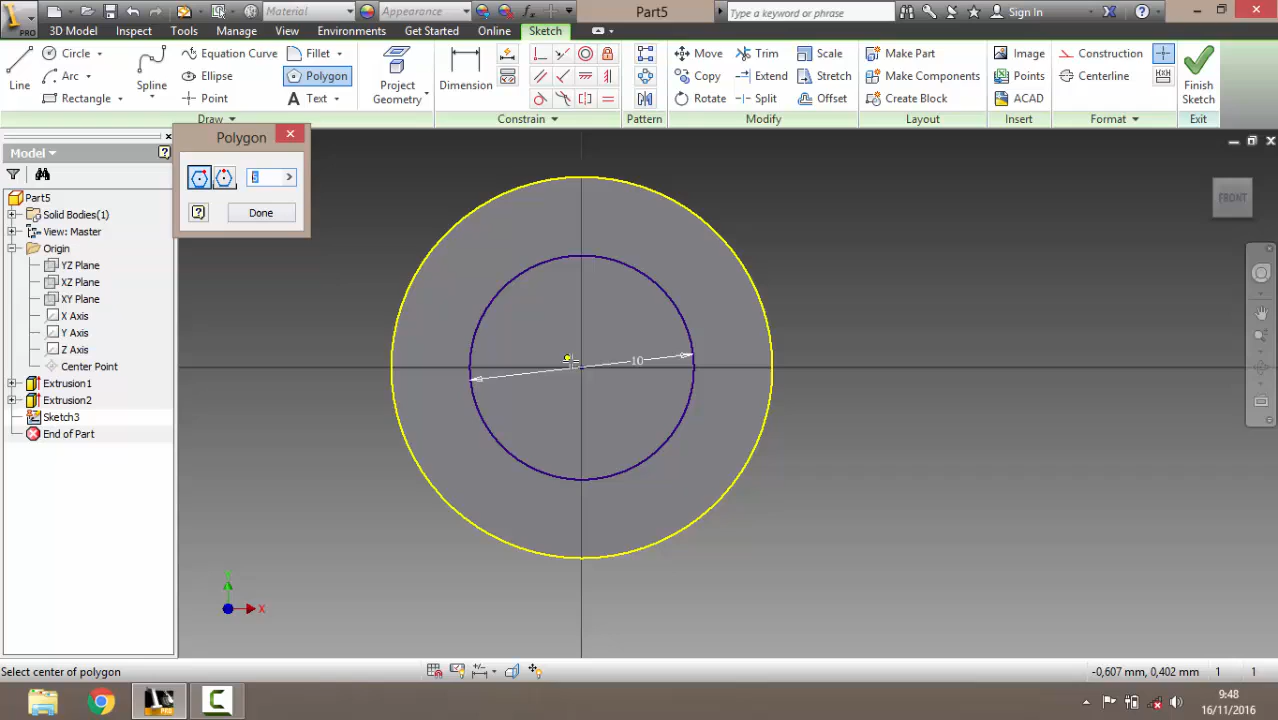 Material
Appearance
Part5
Type a keyword or phrase
Sign In
PRO
3D Model
Inspect
Tools
Manage
View
Environments
Get Started
Online
Sketch
Line
Circle
Arc
Rectangle
Spline
Equation Curve
Ellipse
Point
Fillet
Polygon
Text
Project
Geometry
Dimension
Move
Copy
Rotate
Trim
Extend
Split
Scale
Stretch
Offset
Make Part
Make Components
Create Block
Image
Points
ACAD
Construction
Centerline
Finish
Sketch
Draw
Constrain
Pattern
Modify
Layout
Insert
Format
Exit
Model
Part5
Solid Bodies(1)
View: Master
Origin
YZ Plane
XZ Plane
XY Plane
X Axis
Y Axis
Z Axis
Center Point
Extrusion1
Extrusion2
Sketch3
End of Part
Polygon
Done
FRONT
10
X
Select center of polygon
-0,607 mm, 0,402 mm
1
1
PRO
9:48
16/11/2016